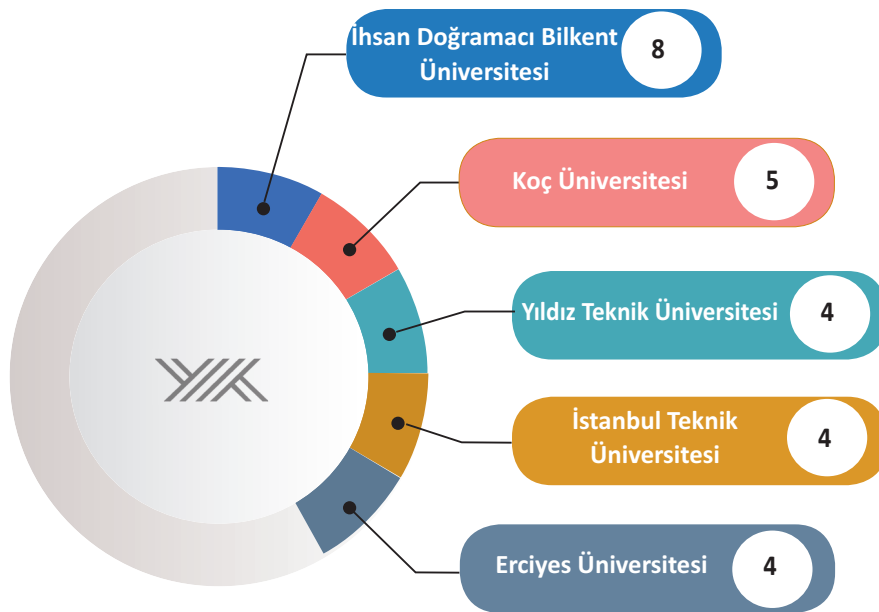 İhsan Doğramacı Bilkent
Üniversitesi
8
Koç Üniversitesi
5
Yıldız Teknik Üniversitesi
4
İstanbul Teknik
Üniversitesi
4
Erciyes Üniversitesi
4